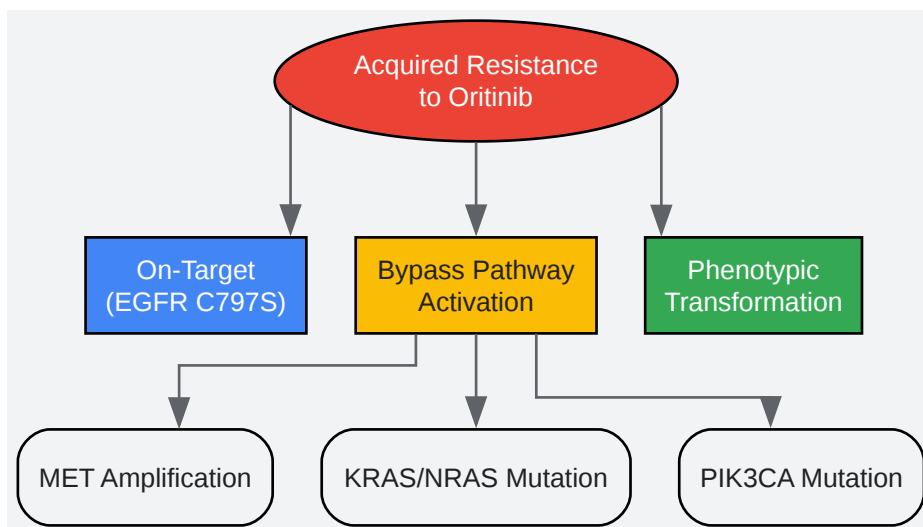 Acquired Resistance
to Oritinib
On-Target
(EGFR C797S)
Bypass Pathway
Activation
Phenotypic
Transformation
MET Amplification
KRAS/NRAS Mutation
PIK3CA Mutation